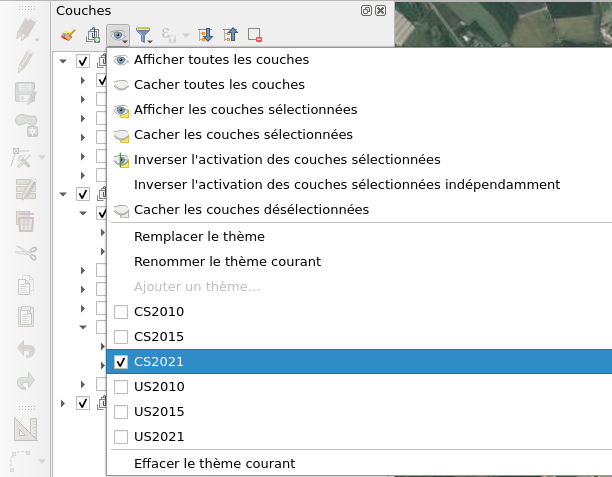 Couches
Afficher toutes les couches
Cacher toutes les couches
Afficher les couches sélectionnées
Cacher les couches sélectionnées
Inverser l'activation des couches sélectionnées
Inverser l'activation des couches sélectionnées indépendamment
Cacher les couches désélectionnées
Remplacer le thème
Renommer le thème courant
Ajouter un thème...
CS2010
CS2015
CS2021
US2010
US2015
US2021
Effacer le thème courant